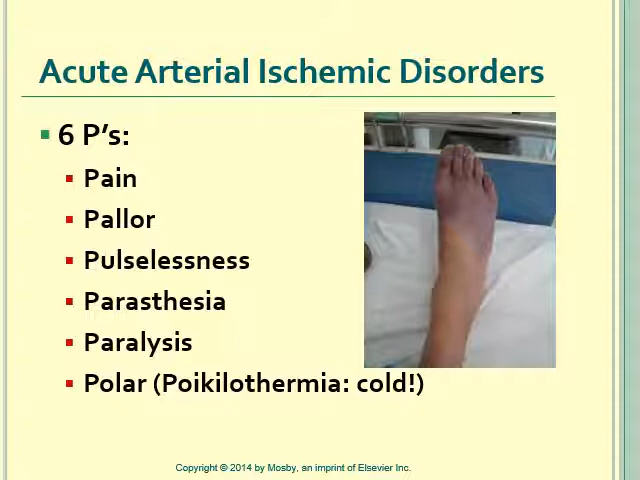 Acute Arterial Ischemic Disorders
6 P’s:
Pain
Pallor
Pulselessness
Parasthesia
Paralysis
Polar (Poikilothermia: cold!)
Copyright © 2014 by Mosby, an imprint of Elsevier Inc.